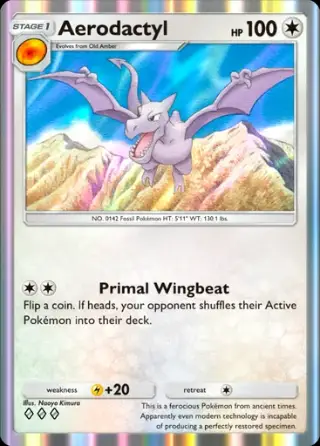 STAGE 1
Aerodactyl
HP 100
Evolves from Old Amber
NO. 0142 Fossil Pokémon HT: 5'11" WT: 130.1 lbs.
Primal Wingbeat
Flip a coin. If heads, your opponent shuffles their Active
Pokémon into their deck.
weakness +20 retreat
Illus. Naoyo Kimura
This is a ferocious Pokémon from ancient times.
Apparently even modern technology is incapable
of producing a perfectly restored specimen.